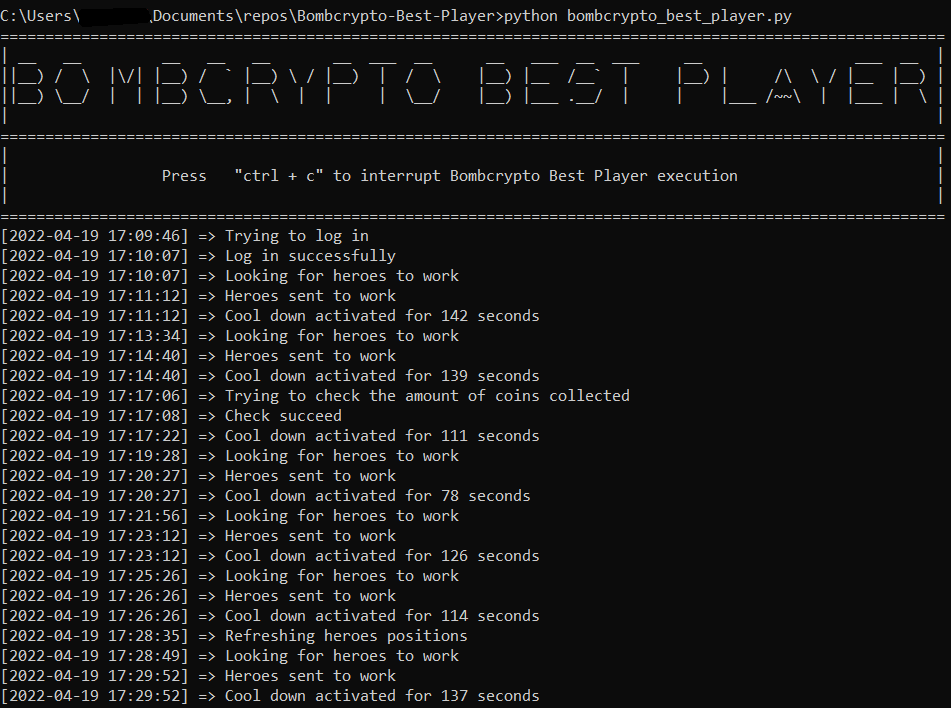 C:\Users\ \Documents\repos\Bombcrypto-Best-Player>python bombcrypto_best_player.py
BOMBCRYPTO BEST PLAYER
Press "ctrl + c" to interrupt Bombcrypto Best Player execution
[2022-04-19 17:09:46] => Trying to log in
[2022-04-19 17:10:07] => Log in successfully
[2022-04-19 17:10:07] => Looking for heroes to work
[2022-04-19 17:11:12] => Heroes sent to work
[2022-04-19 17:11:12] => Cool down activated for 142 seconds
[2022-04-19 17:13:34] => Looking for heroes to work
[2022-04-19 17:14:40] => Heroes sent to work
[2022-04-19 17:14:40] => Cool down activated for 139 seconds
[2022-04-19 17:17:06] => Trying to check the amount of coins collected
[2022-04-19 17:17:08] => Check succeed
[2022-04-19 17:17:22] => Cool down activated for 111 seconds
[2022-04-19 17:19:28] => Looking for heroes to work
[2022-04-19 17:20:27] => Heroes sent to work
[2022-04-19 17:20:27] => Cool down activated for 78 seconds
[2022-04-19 17:21:56] => Looking for heroes to work
[2022-04-19 17:23:12] => Heroes sent to work
[2022-04-19 17:23:12] => Cool down activated for 126 seconds
[2022-04-19 17:25:26] => Looking for heroes to work
[2022-04-19 17:26:26] => Heroes sent to work
[2022-04-19 17:26:26] => Cool down activated for 114 seconds
[2022-04-19 17:28:35] => Refreshing heroes positions
[2022-04-19 17:28:49] => Looking for heroes to work
[2022-04-19 17:29:52] => Heroes sent to work
[2022-04-19 17:29:52] => Cool down activated for 137 seconds